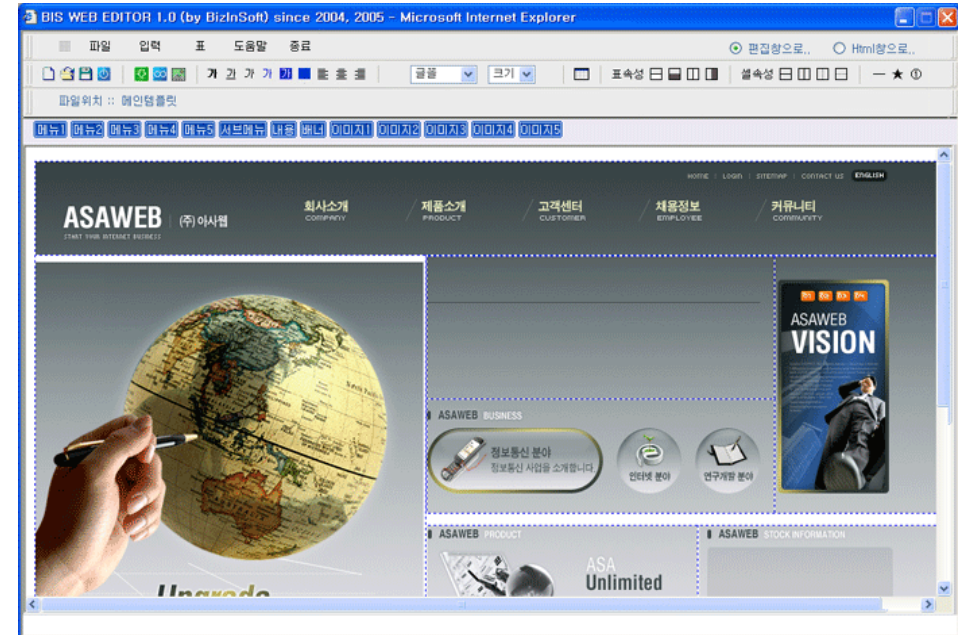 BIS WEB EDITOR 1.0 (by BizInSoft) since 2004, 2005 - Microsoft Internet Explorer
파일 입력 표 도움말 종료 편집창으로,, Html창으로,,
가 간 가 가 글꼴 크기 표속성 셀속성
파일위치 :: 메인템플릿
메뉴1 메뉴2 메뉴3 메뉴4 메뉴5 서브메뉴 내용 배너 이미지1 이미지2 이미지3 이미지4 이미지5
HOME | LOGIN | SITEMAP | CONTACT US ENGLISH
회사소개 제품소개 고객센터 채용정보 커뮤니티
COMPANY PRODUCT CUSTOMER EMPLOYEE COMMUNITY
ASAWEB (주) 아사웹
START YOUR INTERNET BUSINESS
ASAWEB
VISION
ASAWEB BUSINESS
정보통신 분야
정보통신 사업을 소개합니다.
인터넷 분야 연구개발 분야
ASAWEB PRODUCT ASAWEB STOCK INFORMATION
ASA
Unlimited
Upgrade